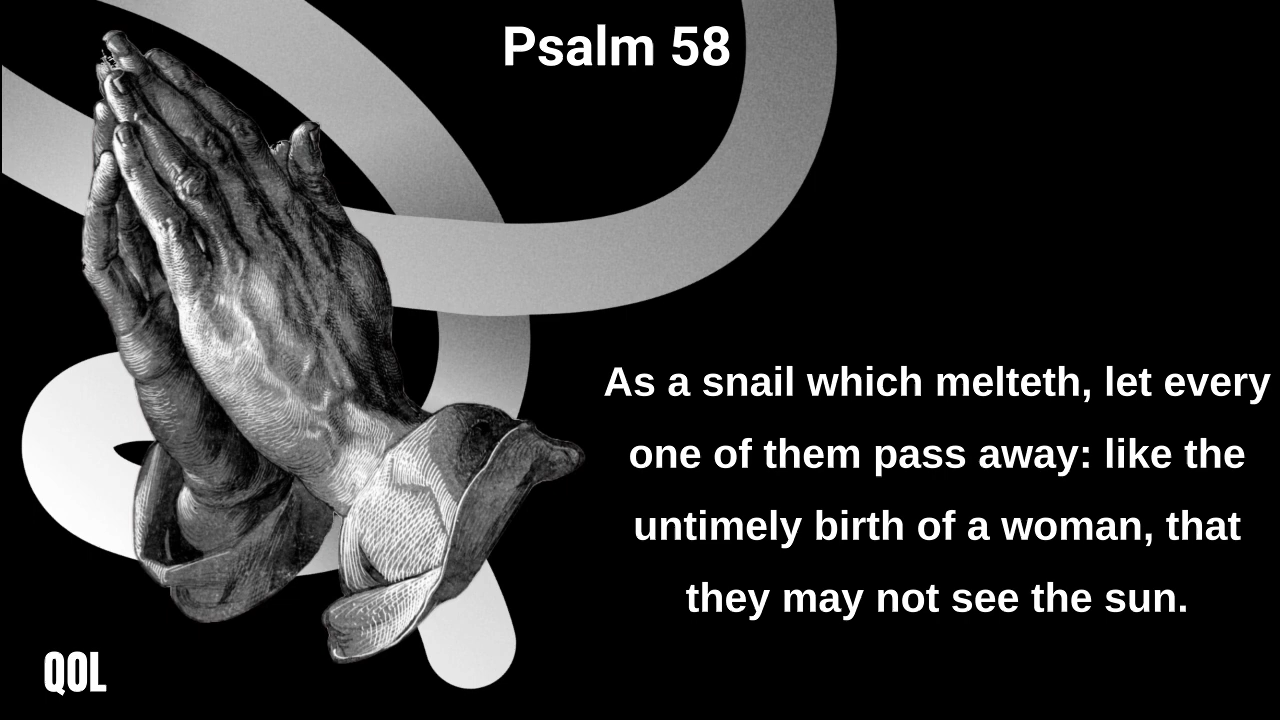 Psalm 58
As a snail which melteth, let every
one of them pass away: like the
untimely birth of a woman, that
they may not see the sun.
QOL